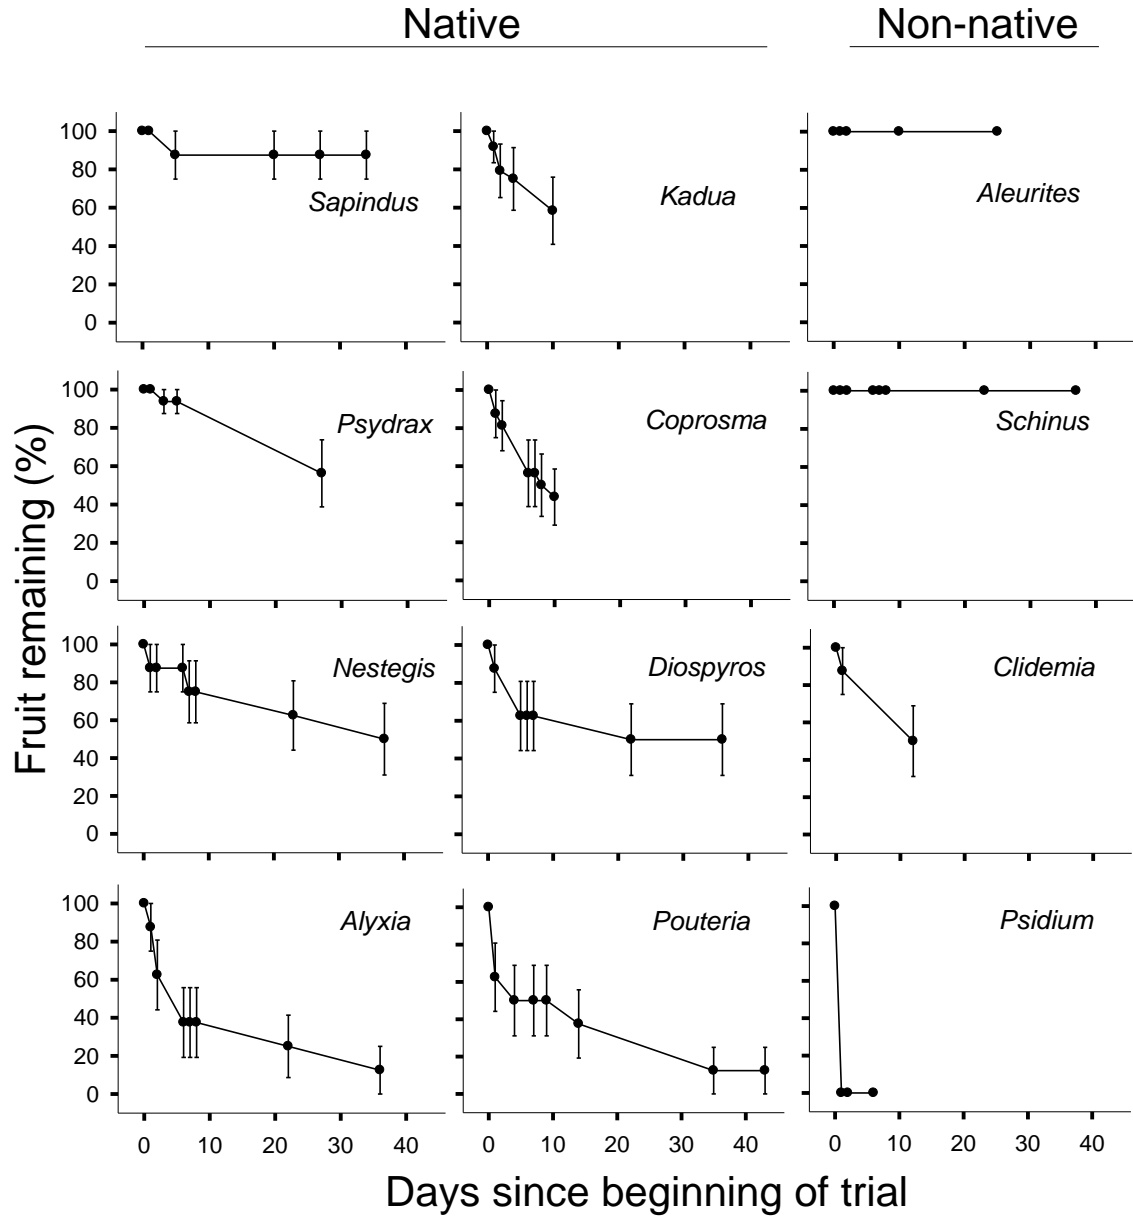 Native Non-native
100
80
60
40
20
0
Sapindus
Kadua
Aleurites
100
80
60
40
20
0
Psydrax
Coprosma
Schinus
100
80
60
40
20
0
Nestegis
Diospyros
Clidemia
100
80
60
40
20
0
Alyxia
Pouteria
Psidium
0 10 20 30 40 0 10 20 30 40 0 10 20 30 40
Fruit remaining (%)
Days since beginning of trial